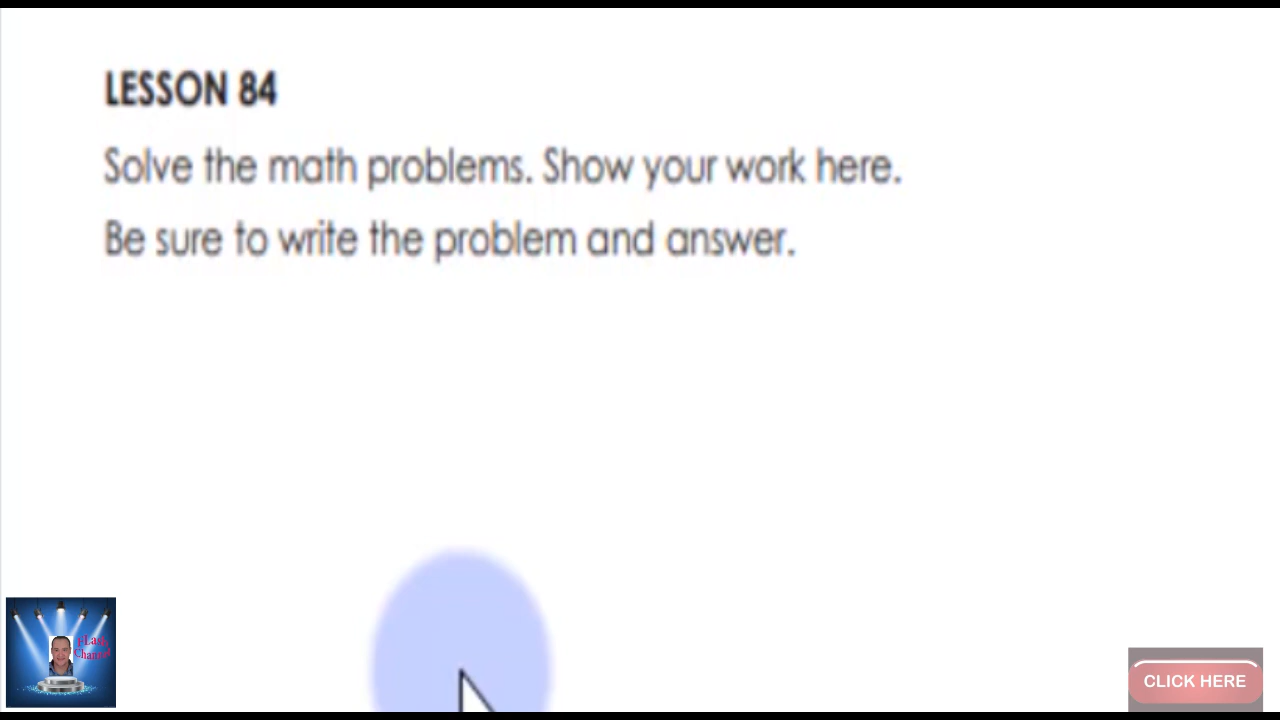 LESSON 84
Solve the math problems. Show your work here.
Be sure to write the problem and answer.
CLICK HERE